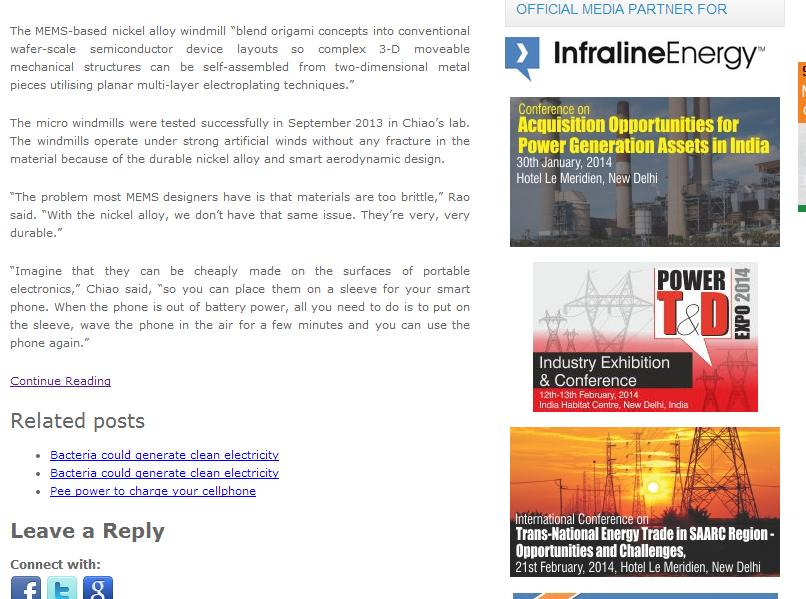 The MEMS-based nickel alloy windmill “blend origami concepts into conventional
wafer-scale semiconductor device layouts so complex 3-D moveable
mechanical structures can be self-assembled from two-dimensional metal
pieces utilising planar multi-layer electroplating techniques.”
The micro windmills were tested successfully in September 2013 in Chiao’s lab.
The windmills operate under strong artificial winds without any fracture in the
material because of the durable nickel alloy and smart aerodynamic design.
“The problem most MEMS designers have is that materials are too brittle,” Rao
said. “With the nickel alloy, we don’t have that same issue. They’re very, very
durable.”
“Imagine that they can be cheaply made on the surfaces of portable
electronics,” Chiao said, “so you can place them on a sleeve for your smart
phone. When the phone is out of battery power, all you need to do is to put on
the sleeve, wave the phone in the air for a few minutes and you can use the
phone again.”
Continue Reading
Related posts
Bacteria could generate clean electricity
Bacteria could generate clean electricity
Pee power to charge your cellphone
Leave a Reply
Connect with:
OFFICIAL MEDIA PARTNER FOR
InfralineEnergy™
Conference on
Acquisition Opportunities for
Power Generation Assets in India
30th January, 2014
Hotel Le Meridien, New Delhi
POWER
T&D
EXPO 2014
Industry Exhibition
& Conference
12th-13th February, 2014
India Habitat Centre, New Delhi, India
International Conference on
Trans-National Energy Trade in SAARC Region -
Opportunities and Challenges,
21st February, 2014, Hotel Le Meridien, New Delhi